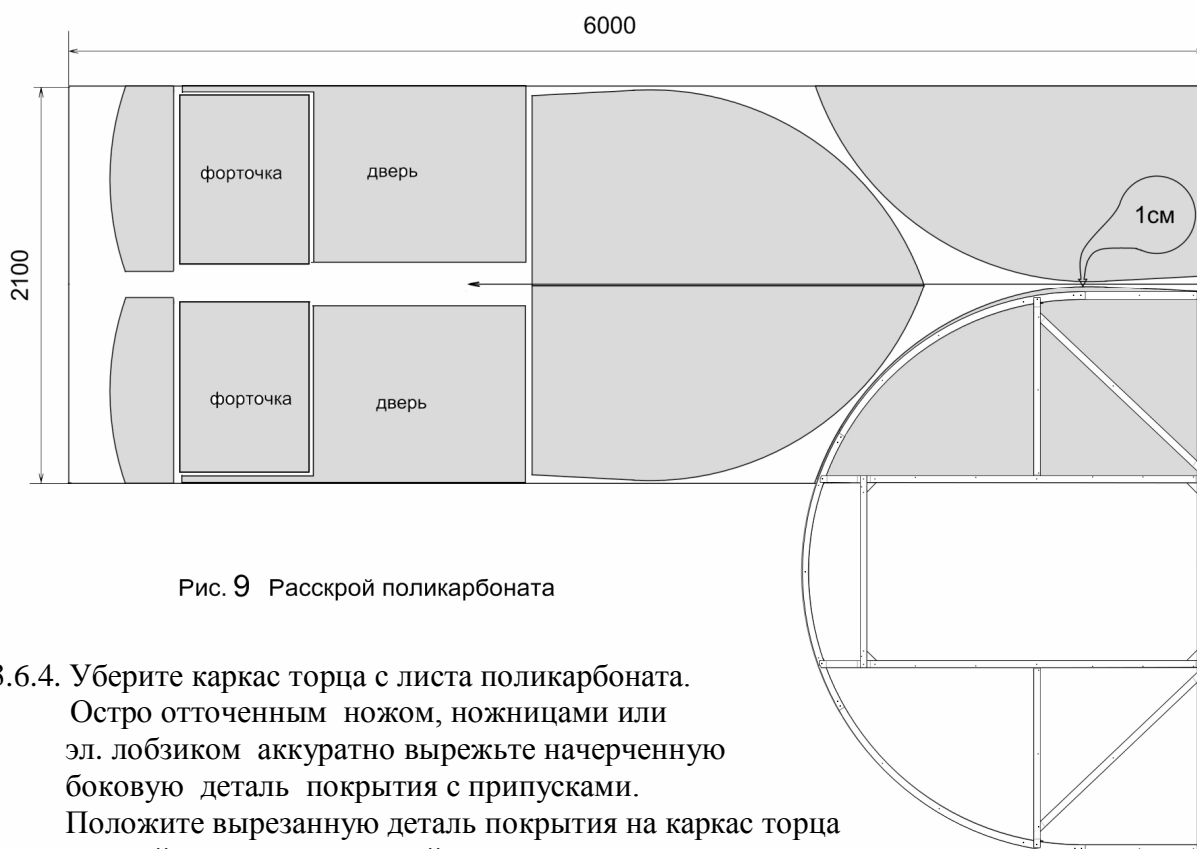 6000
форточка
дверь
1см
2100
форточка
дверь
Рис. 9 Расскрой поликарбоната
3.6.4. Уберите каркас торца с листа поликарбоната.
Остро отточенным ножом, ножницами или
эл. лобзиком аккуратно вырежьте начерченную
боковую деталь покрытия с припусками.
Положите вырезанную деталь покрытия на каркас торца